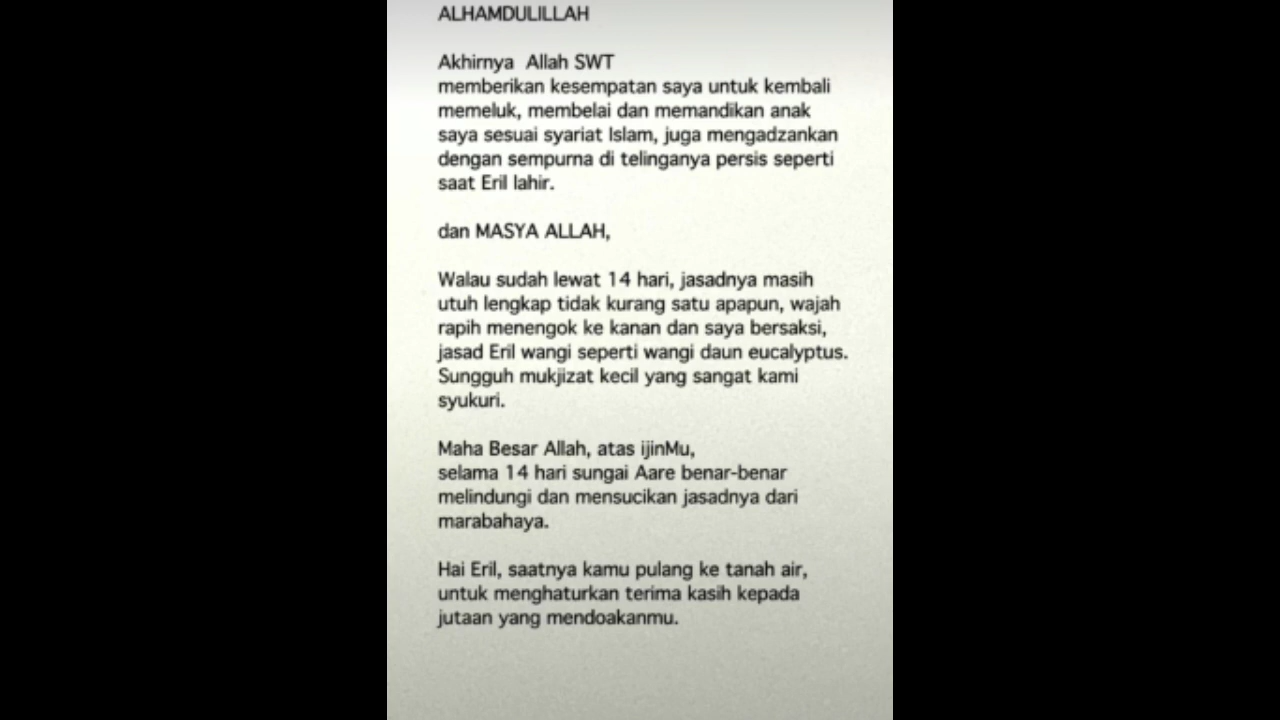 ALHAMDULILLAH
Akhirnya Allah SWT
memberikan kesempatan saya untuk kembali
memeluk, membelai dan memandikan anak
saya sesuai syariat Islam, juga mengadzankan
dengan sempurna di telinganya persis seperti
saat Eril lahir.
dan MASYA ALLAH,
Walau sudah lewat 14 hari, jasadnya masih
utuh lengkap tidak kurang satu apapun, wajah
rapih menengok ke kanan dan saya bersaksi,
jasad Eril wangi seperti wangi daun eucalyptus.
Sungguh mukjizat kecil yang sangat kami
syukuri.
Maha Besar Allah, atas ijinMu,
selama 14 hari sungai Aare benar-benar
melindungi dan mensucikan jasadnya dari
marabahaya.
Hai Eril, saatnya kamu pulang ke tanah air,
untuk menghaturkan terima kasih kepada
jutaan yang mendoakanmu.